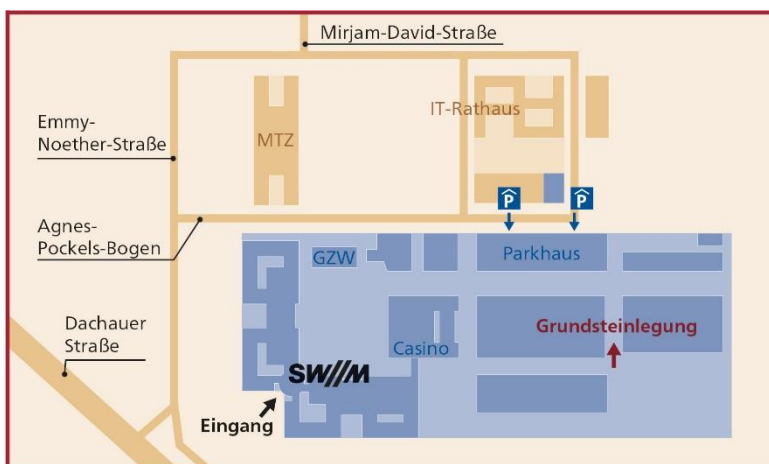 Mirjam-David-Straße
IT-Rathaus
Emmy-
Noether-Straße
MTZ
P
P
Agnes-
Pockels-Bogen
GZW
Parkhaus
Dachauer
Straße
Grundsteinlegung
Casino
SW//M
Eingang